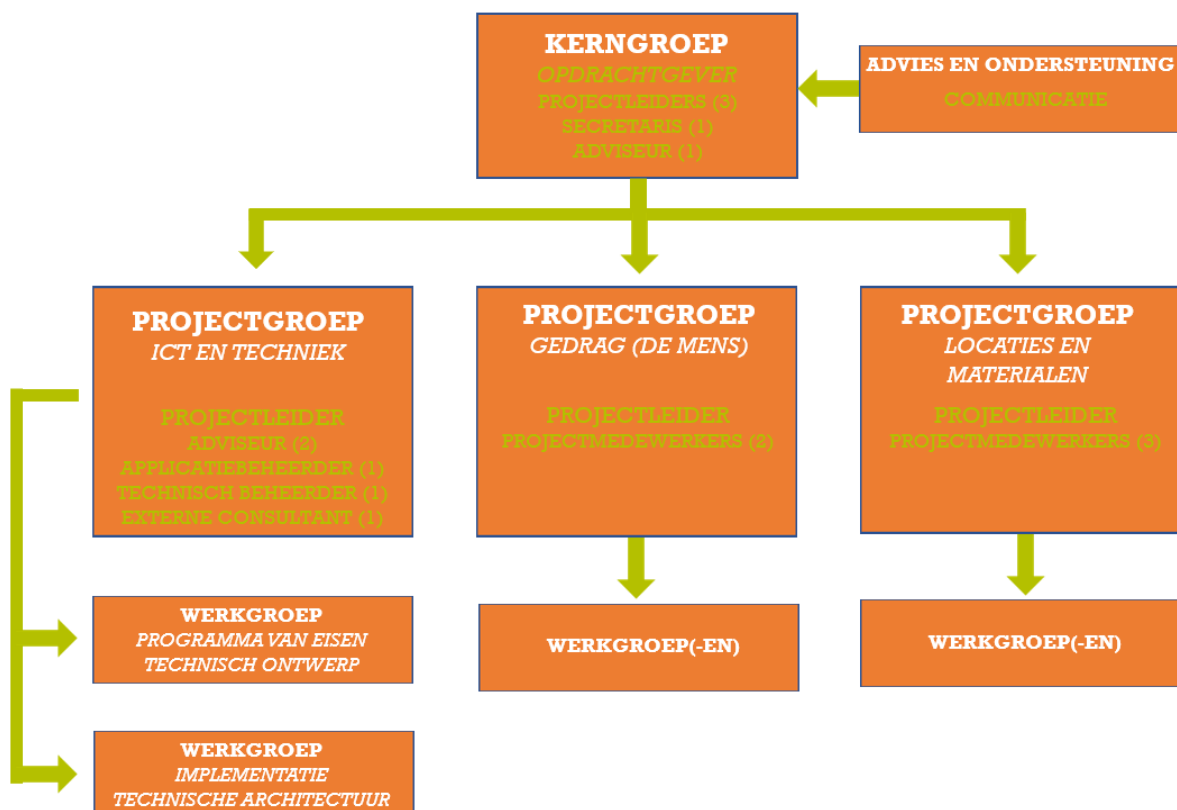 KERNGROEP
OPDRACHTGEVER
PROJECTLEIDERS (3)
SECRETARIS (1)
ADVISEUR (1)
ADVIES EN ONDERSTEUNING
COMMUNICATIE
PROJECTGROEP
ICT EN TECHNIEK
PROJECTLEIDER
ADVISEUR (2)
APPLICATIEBEHEERDER (1)
TECHNISCH BEHEERDER (1)
EXTERNE CONSULTANT (1)
PROJECTGROEP
GEDRAG (DE MENS)
PROJECTLEIDER
PROJECTMEDEWERKERS (2)
PROJECTGROEP
LOCATIES EN
MATERIALEN
PROJECTLEIDER
PROJECTMEDEWERKERS (3)
WERKGROEP
PROGRAMMA VAN EISEN
TECHNISCH ONTWERP
WERKGROEP(-EN)
WERKGROEP(-EN)
WERKGROEP
IMPLEMENTATIE
TECHNISCHE ARCHITECTUUR